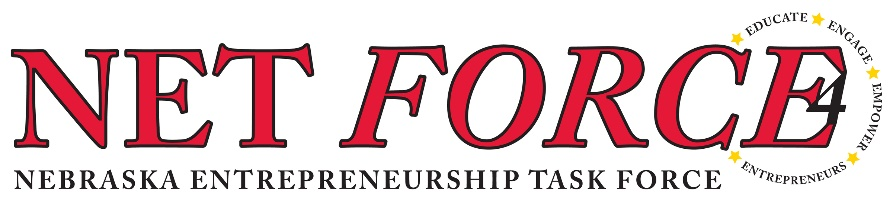 NET FORCE
4
EDUCATE ENGAGE EMPOWER ENTREPRENEURS
NEBRASKA ENTREPRENEURSHIP TASK FORCE